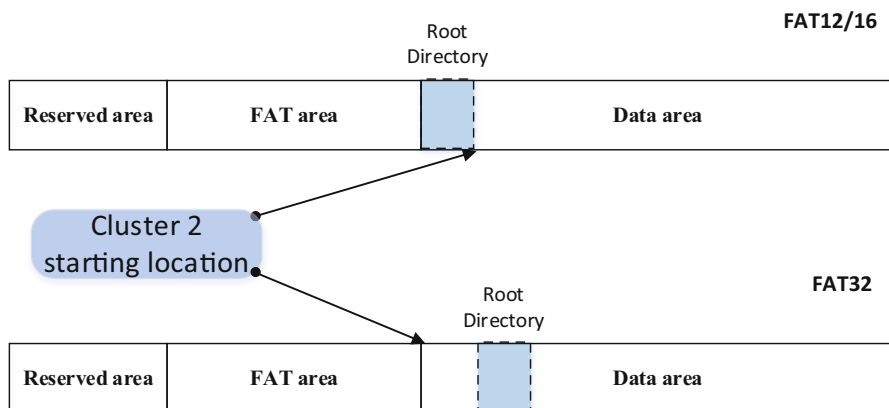 FAT12/16
Root
Directory
Reserved area FAT area Data area
Cluster 2
starting location
FAT32
Root
Directory
Reserved area FAT area Data area